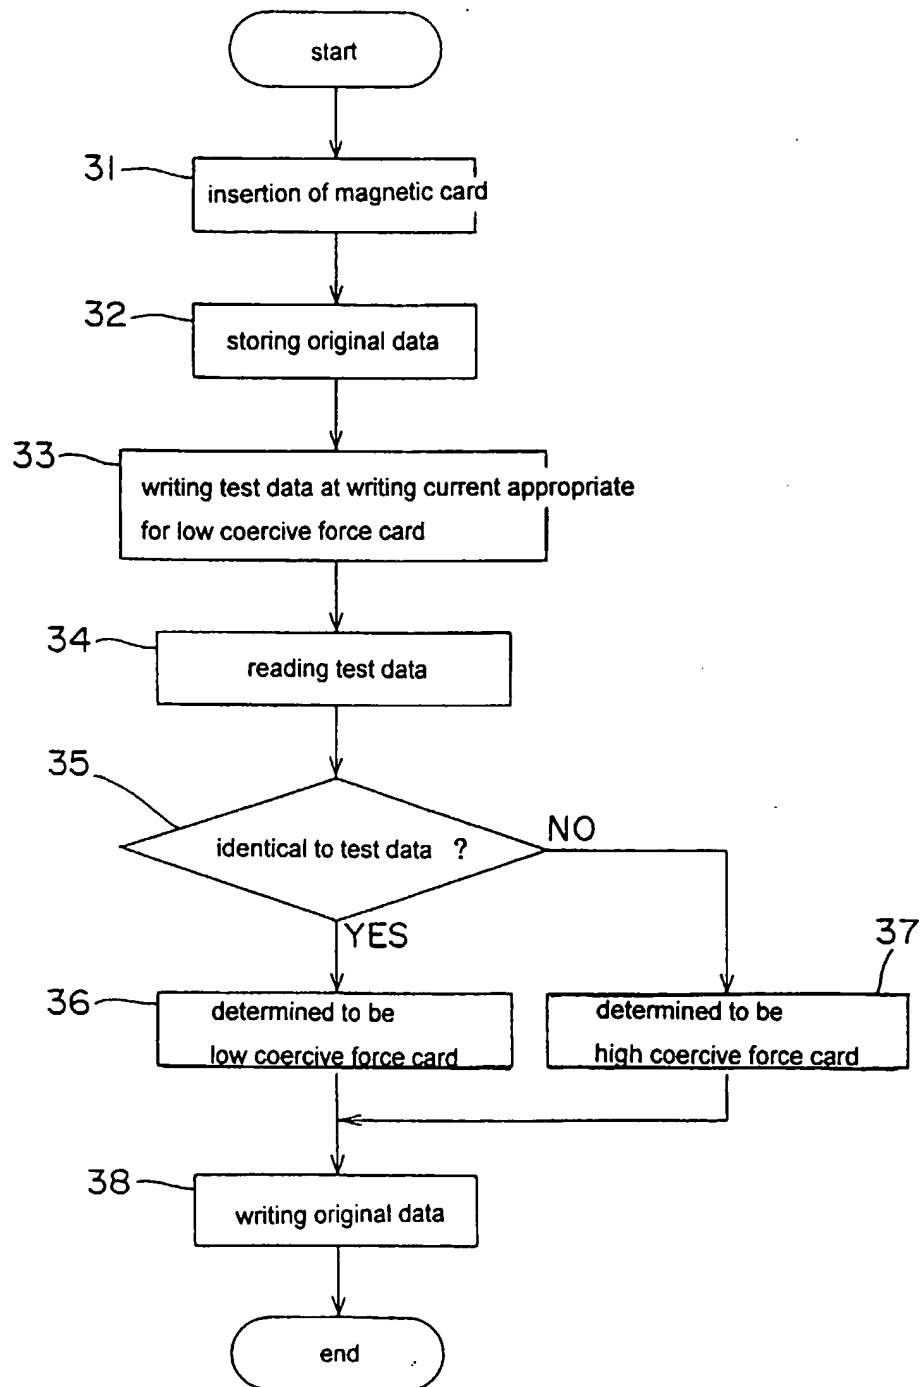 start
31
insertion of magnetic card
32
storing original data
33
writing test data at writing current appropriate
for low coercive force card
34
reading test data
35
identical to test data ?
NO
YES
36
determined to be
low coercive force card
37
determined to be
high coercive force card
38
writing original data
end